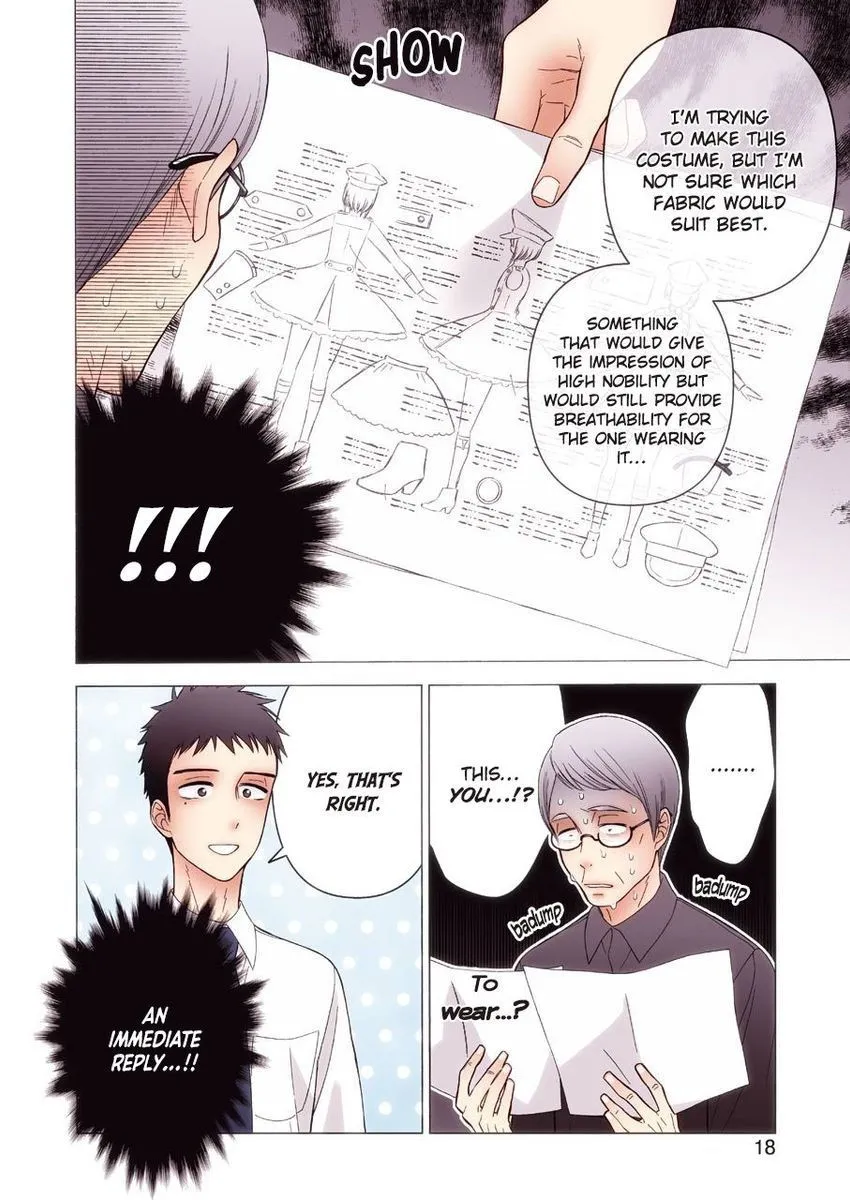 SHOW
I'M TRYING
TO MAKE THIS
COSTUME, BUT I'M
NOT SURE WHICH
FABRIC WOULD
SUIT BEST.
SOMETHING
THAT WOULD GIVE
THE IMPRESSION OF
HIGH NOBILITY BUT
WOULD STILL PROVIDE
BREATHABILITY FOR
THE ONE WEARING
IT...
!!!
.......
THIS...
YOU...!?
badump
badump
To
wear...?
YES, THAT'S
RIGHT.
AN
IMMEDIATE
REPLY...!!
18